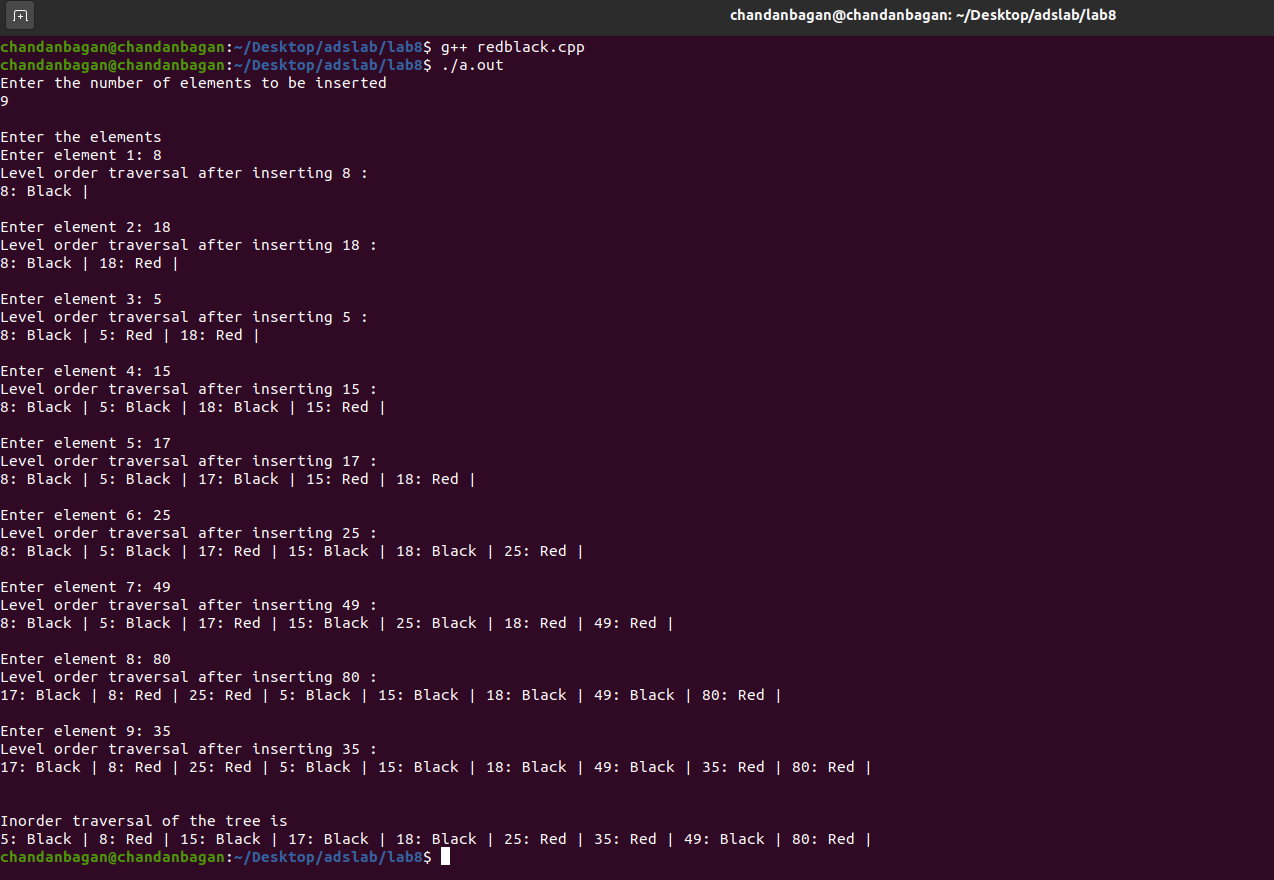 chandanbagan@chandanbagan: ~/Desktop/adslab/lab8
chandanbagan@chandanbagan:~/Desktop/adslab/lab8$ g++ redblack.cpp
chandanbagan@chandanbagan:~/Desktop/adslab/lab8$ ./a.out
Enter the number of elements to be inserted
9
Enter the elements
Enter element 1: 8
Level order traversal after inserting 8 :
8: Black |
Enter element 2: 18
Level order traversal after inserting 18 :
8: Black | 18: Red |
Enter element 3: 5
Level order traversal after inserting 5 :
8: Black | 5: Red | 18: Red |
Enter element 4: 15
Level order traversal after inserting 15 :
8: Black | 5: Black | 18: Black | 15: Red |
Enter element 5: 17
Level order traversal after inserting 17 :
8: Black | 5: Black | 17: Black | 15: Red | 18: Red |
Enter element 6: 25
Level order traversal after inserting 25 :
8: Black | 5: Black | 17: Red | 15: Black | 18: Black | 25: Red |
Enter element 7: 49
Level order traversal after inserting 49 :
8: Black | 5: Black | 17: Red | 15: Black | 25: Black | 18: Red | 49: Red |
Enter element 8: 80
Level order traversal after inserting 80 :
17: Black | 8: Red | 25: Red | 5: Black | 15: Black | 18: Black | 49: Black | 80: Red |
Enter element 9: 35
Level order traversal after inserting 35 :
17: Black | 8: Red | 25: Red | 5: Black | 15: Black | 18: Black | 49: Black | 35: Red | 80: Red |
Inorder traversal of the tree is
5: Black | 8: Red | 15: Black | 17: Black | 18: Black | 25: Red | 35: Red | 49: Black | 80: Red |
chandanbagan@chandanbagan:~/Desktop/adslab/lab8$